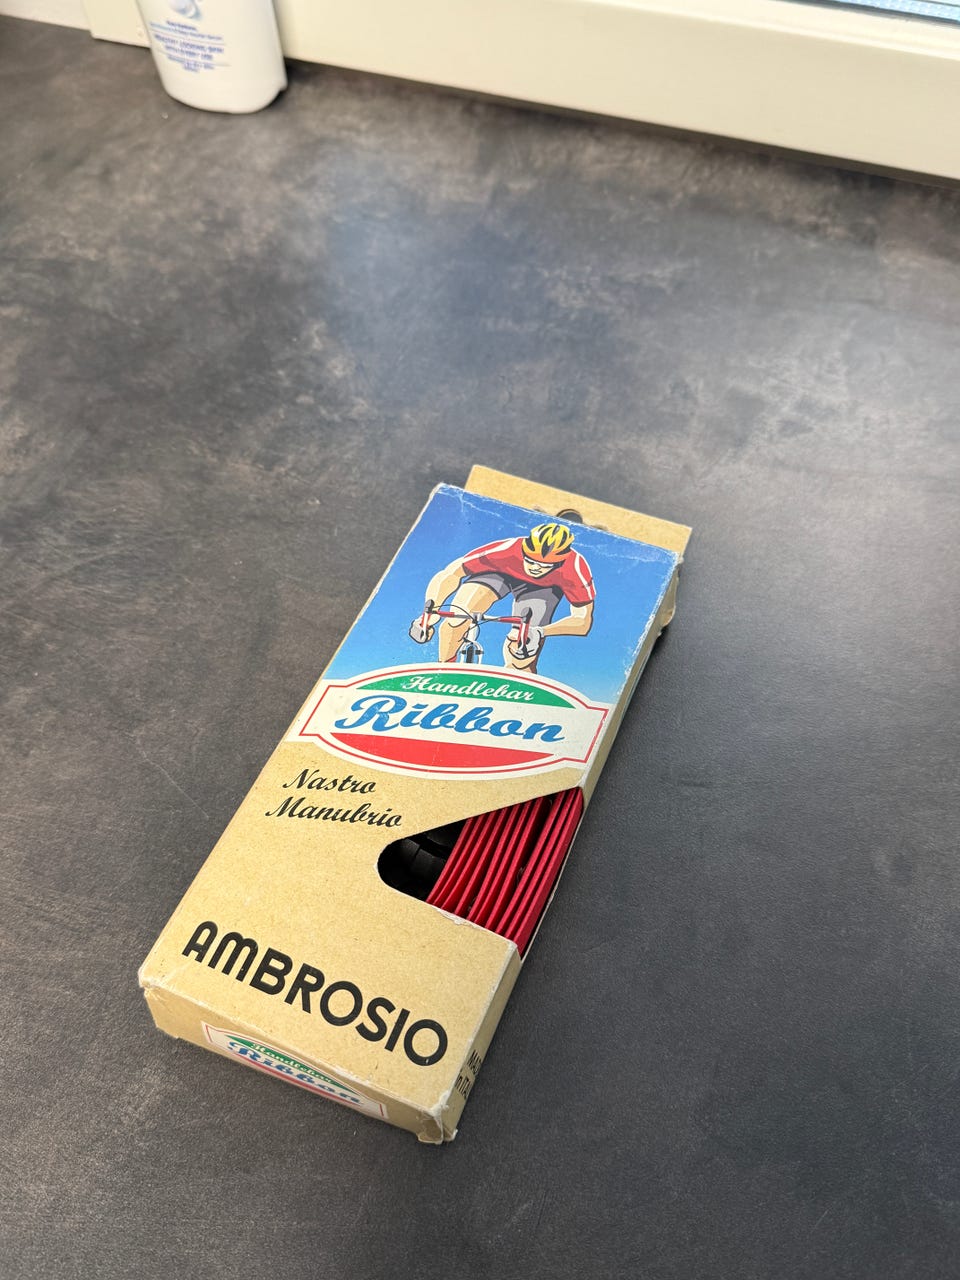 Handlebar
Ribbon
Nastro
Manubrio
AMBROSIO
Handlebar
Ribbon